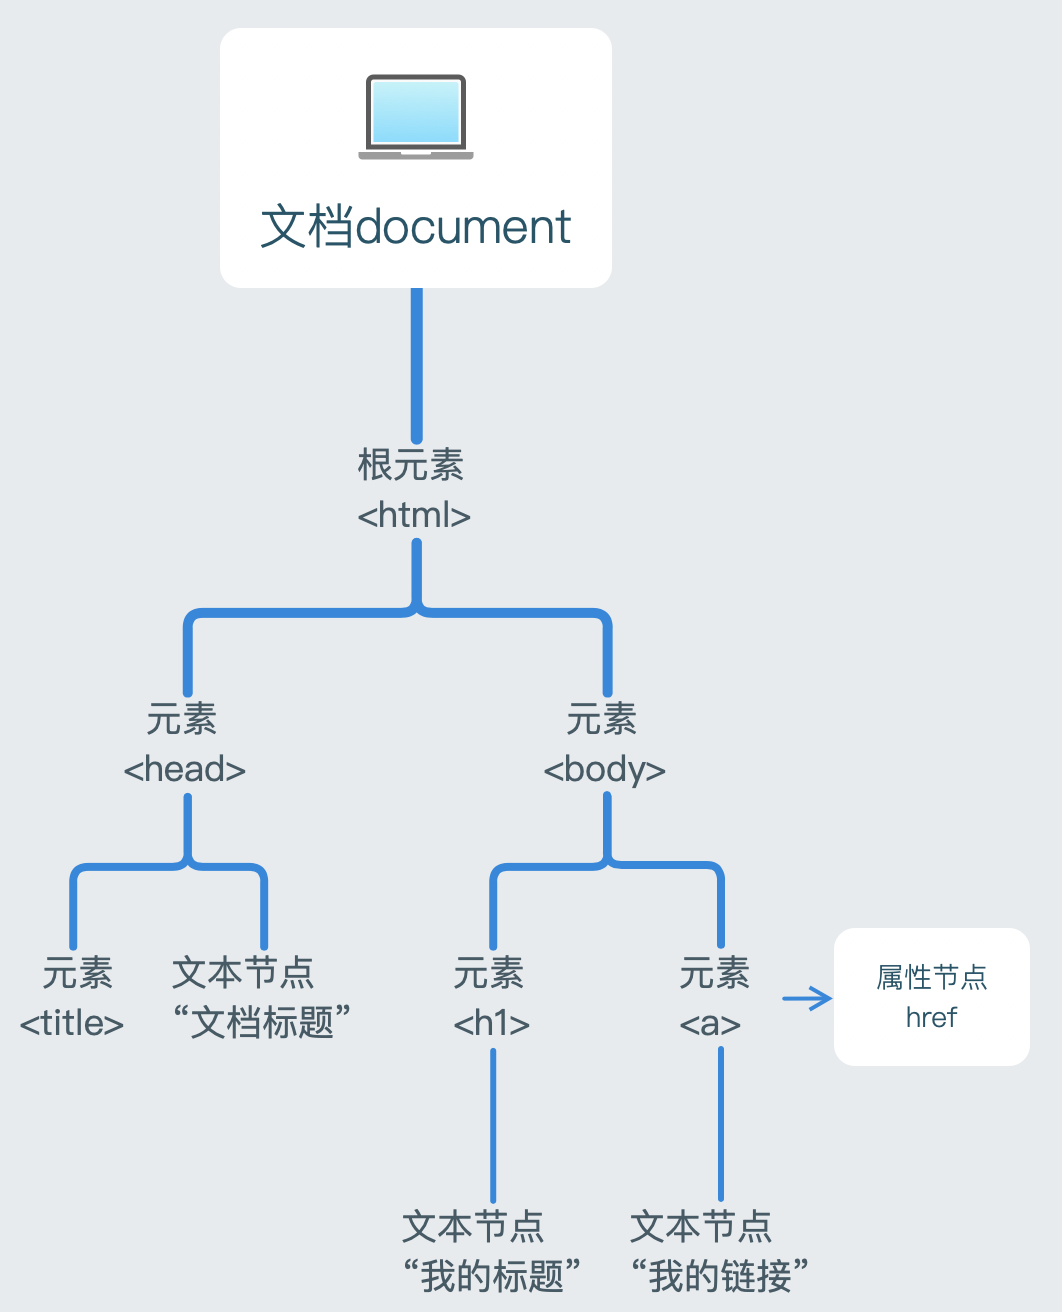 文档document
根元素
<html>
元素
<head>
元素
<body>
元素
<title>
文本节点
“文档标题”
元素
<h1>
元素
<a>
属性节点
href
文本节点
“我的标题”
文本节点
“我的链接”